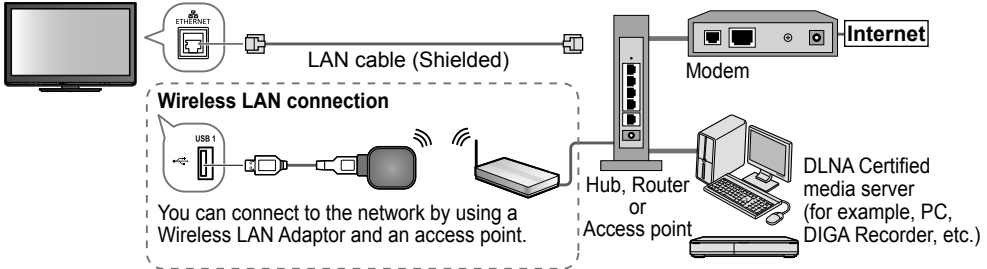 ETHERNET
LAN cable (Shielded)
Internet
Modem
Wireless LAN connection
USB 1
You can connect to the network by using a
Wireless LAN Adaptor and an access point.
Hub, Router
or
Access point
DLNA Certified
media server
(for example, PC,
DIGA Recorder, etc.)